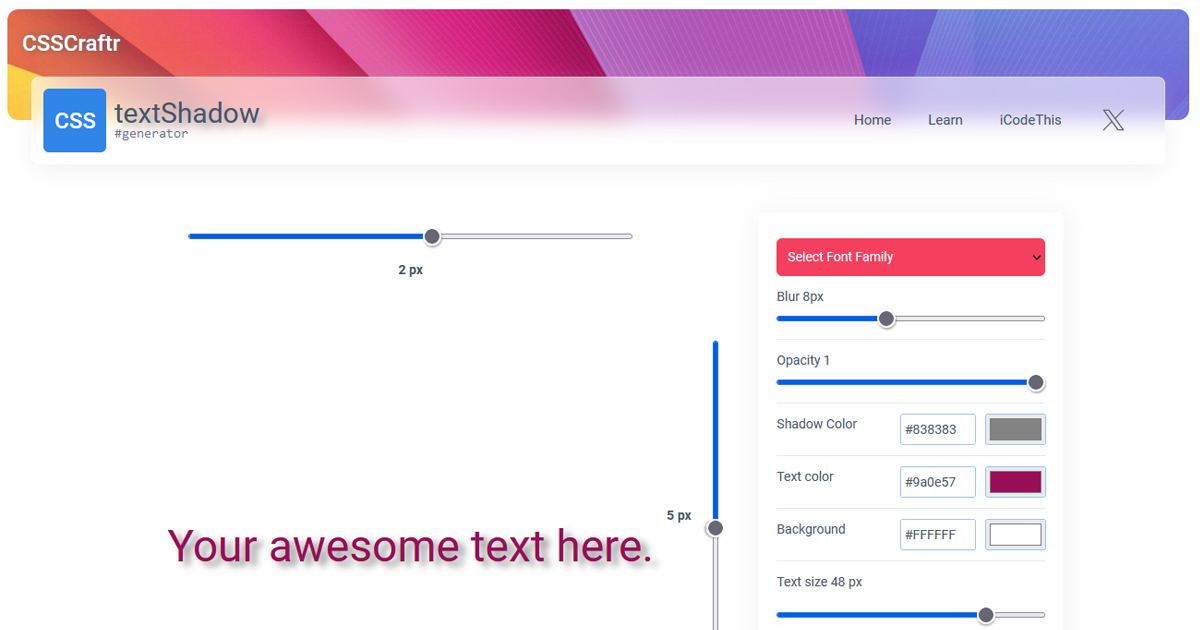 CSSCraftr
CSS
textShadow
#generator
Home
Learn
iCodeThis
2 px
5 px
Your awesome text here.
Select Font Family
Blur 8px
Opacity 1
Shadow Color
#838383
Text color
#9a0e57
Background
#FFFFFF
Text size 48 px